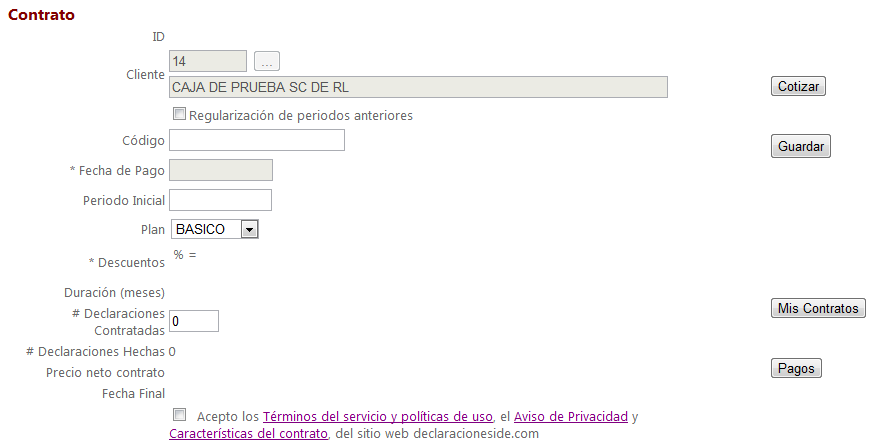 Contrato
ID
Cliente
14
...
CAJA DE PRUEBA SC DE RL
Cotizar
Regularización de periodos anteriores
Código
Guardar
* Fecha de Pago
Periodo Inicial
Plan BASICO
* Descuentos % =
Duración (meses)
# Declaraciones
Contratadas 0
Mis Contratos
# Declaraciones Hechas 0
Precio neto contrato
Pagos
Fecha Final
Acepto los Términos del servicio y políticas de uso, el Aviso de Privacidad y
Características del contrato, del sitio web declaracioneside.com